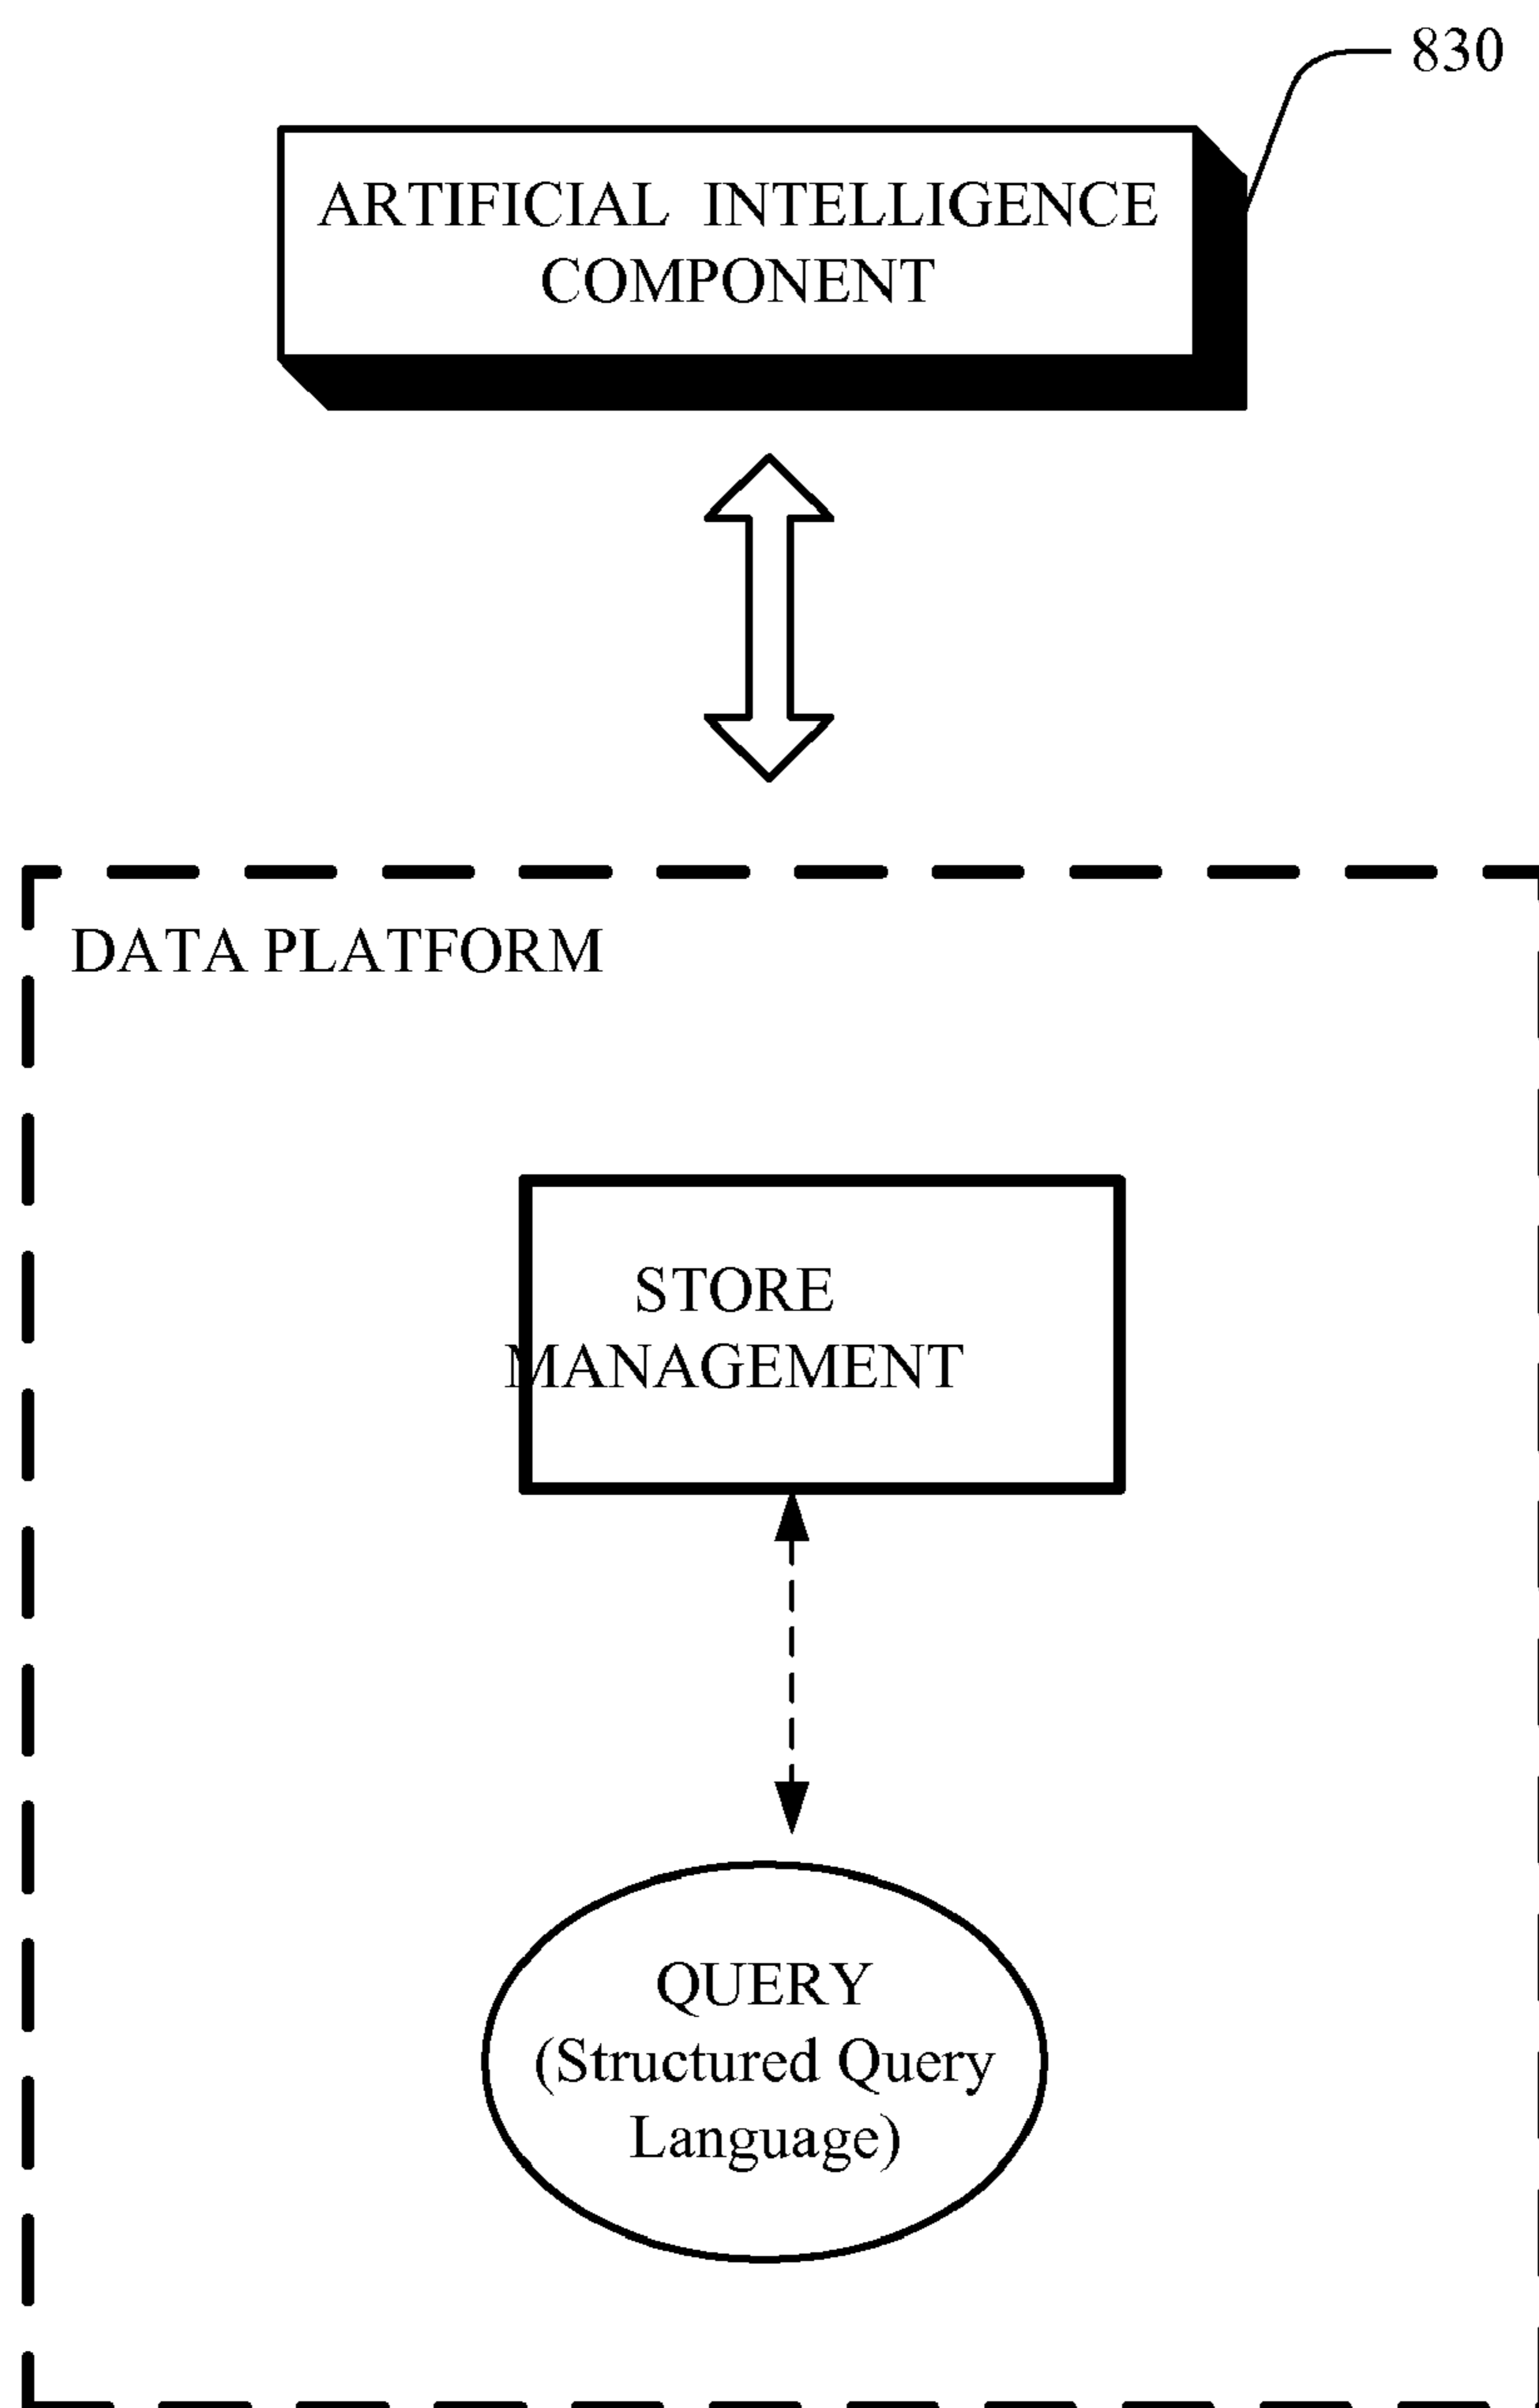 830
ARTIFICIAL INTELLIGENCE
COMPONENT
DATA PLATFORM
STORE
MANAGEMENT
QUERY
(Structured Query
Language)